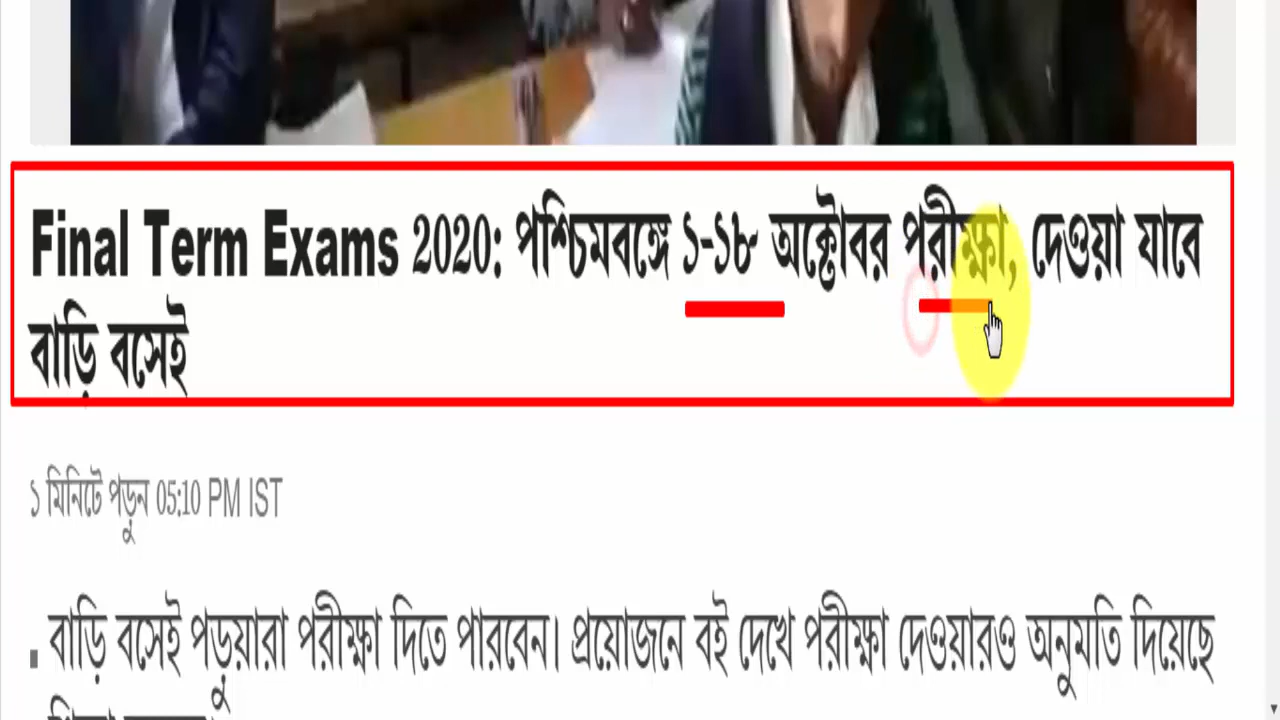 Final Term Exams 2020: পশ্চিমবঙ্গে ১-১৮ অক্টোবর পরীক্ষা, দেওয়া যাবে
বাড়ি বসেই
১ মিনিটে পড়ুন 05:10 PM IST
বাড়ি বসেই পড়ুয়ারা পরীক্ষা দিতে পারবেন। প্রয়োজনে বই দেখে পরীক্ষা দেওয়ারও অনুমতি দিয়েছে